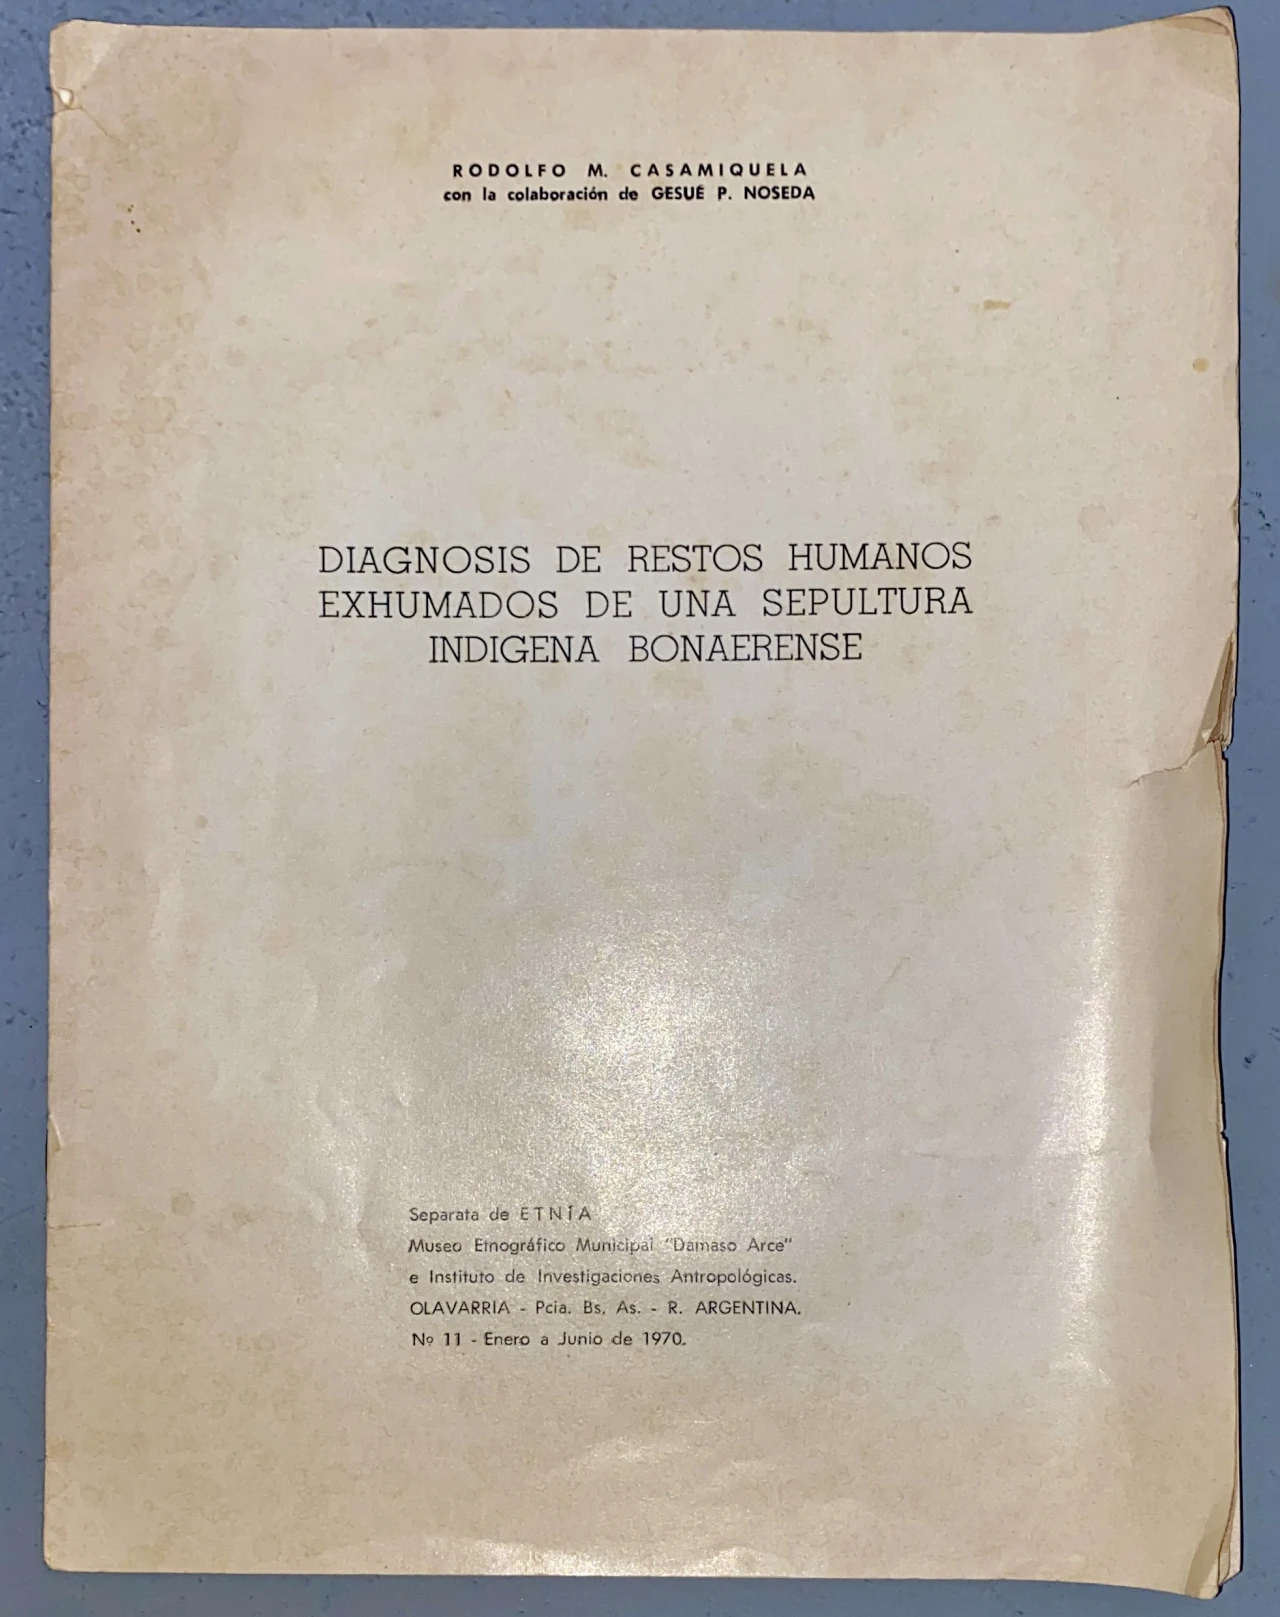 RODOLFO M. CASAMIQUELA
con la colaboración de GESUÉ P. NOSEDA
DIAGNOSIS DE RESTOS HUMANOS
EXHUMADOS DE UNA SEPULTURA
INDIGENA BONAERENSE
Separata de ETNÍA
Museo Etnográfico Municipal "Damaso Arce"
e Instituto de Investigaciones Antropológicas.
OLAVARRIA - Pcia. Bs. As. - R. ARGENTINA.
Nº 11 - Enero a Junio de 1970.